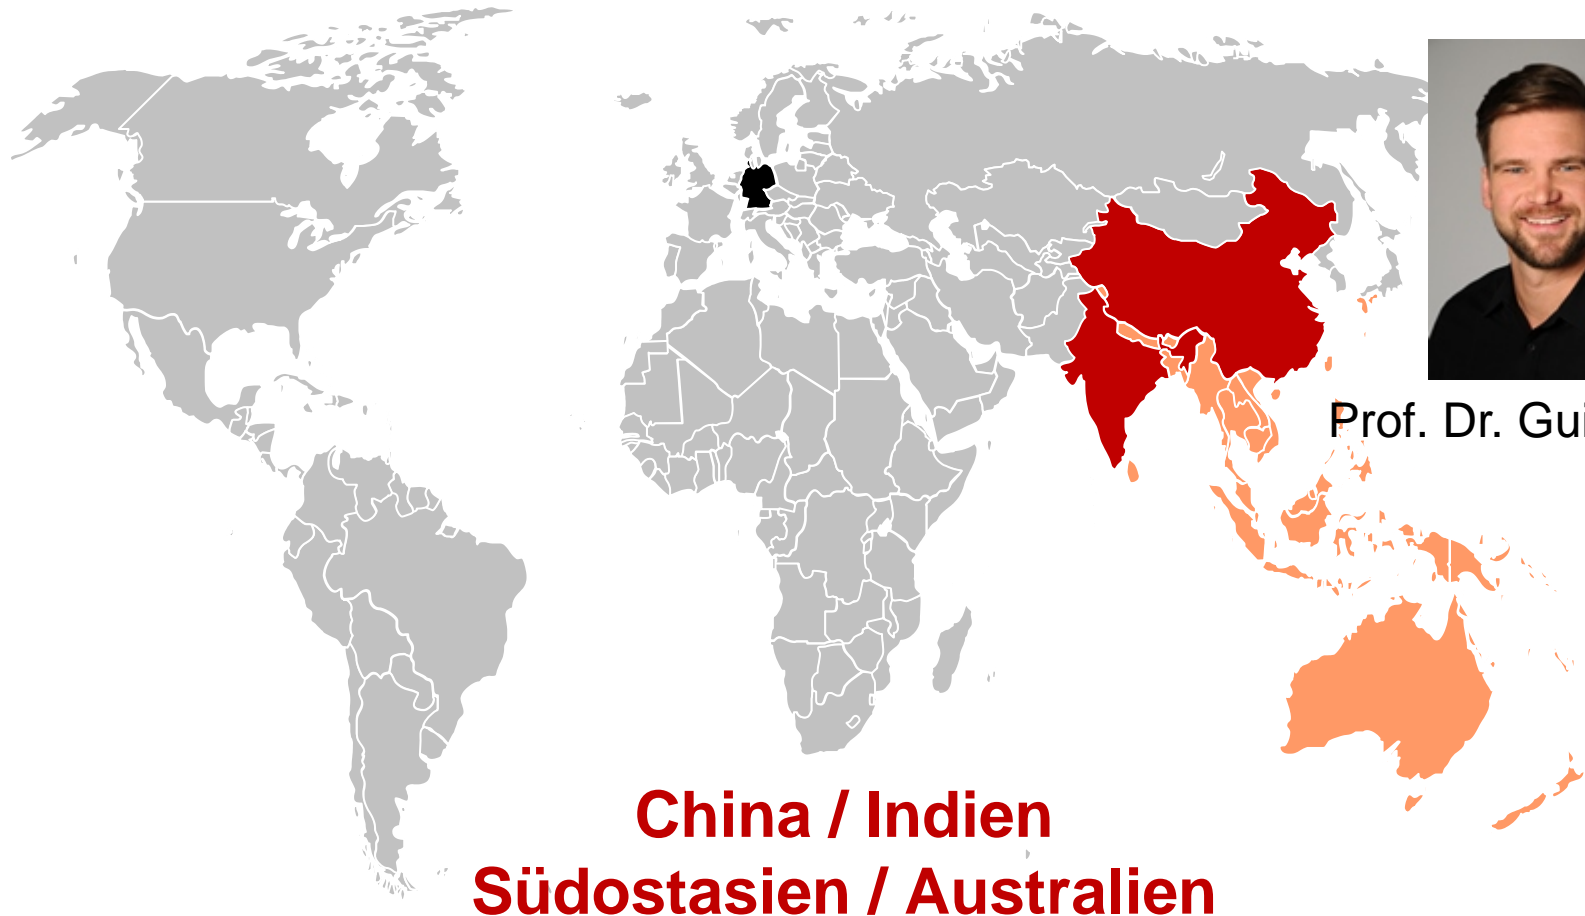 Prof. Dr. Gui
China / Indien
Südostasien / Australien